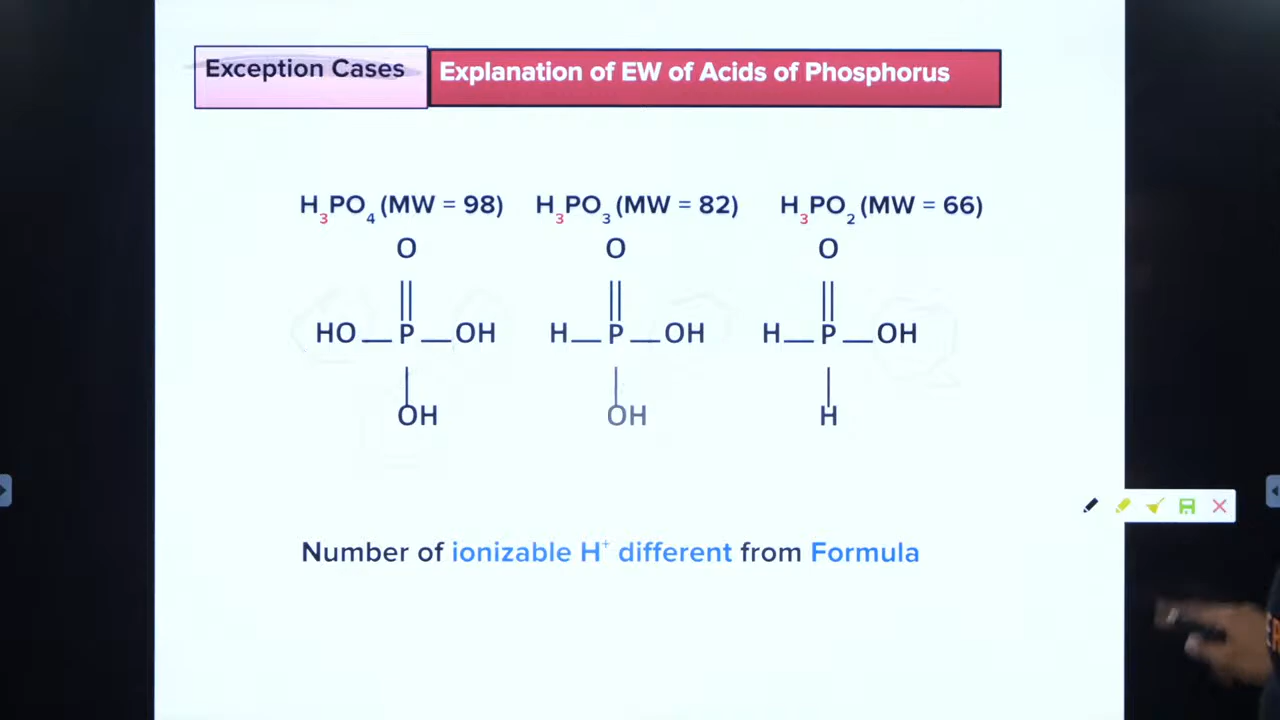 Exception Cases
Explanation of EW of Acids of Phosphorus
H₃PO₄ (MW = 98) H₃PO₃ (MW = 82) H₃PO₂ (MW = 66)
O O O
HO P OH H P OH H P OH
OH OH H
Number of ionizable H⁺ different from Formula